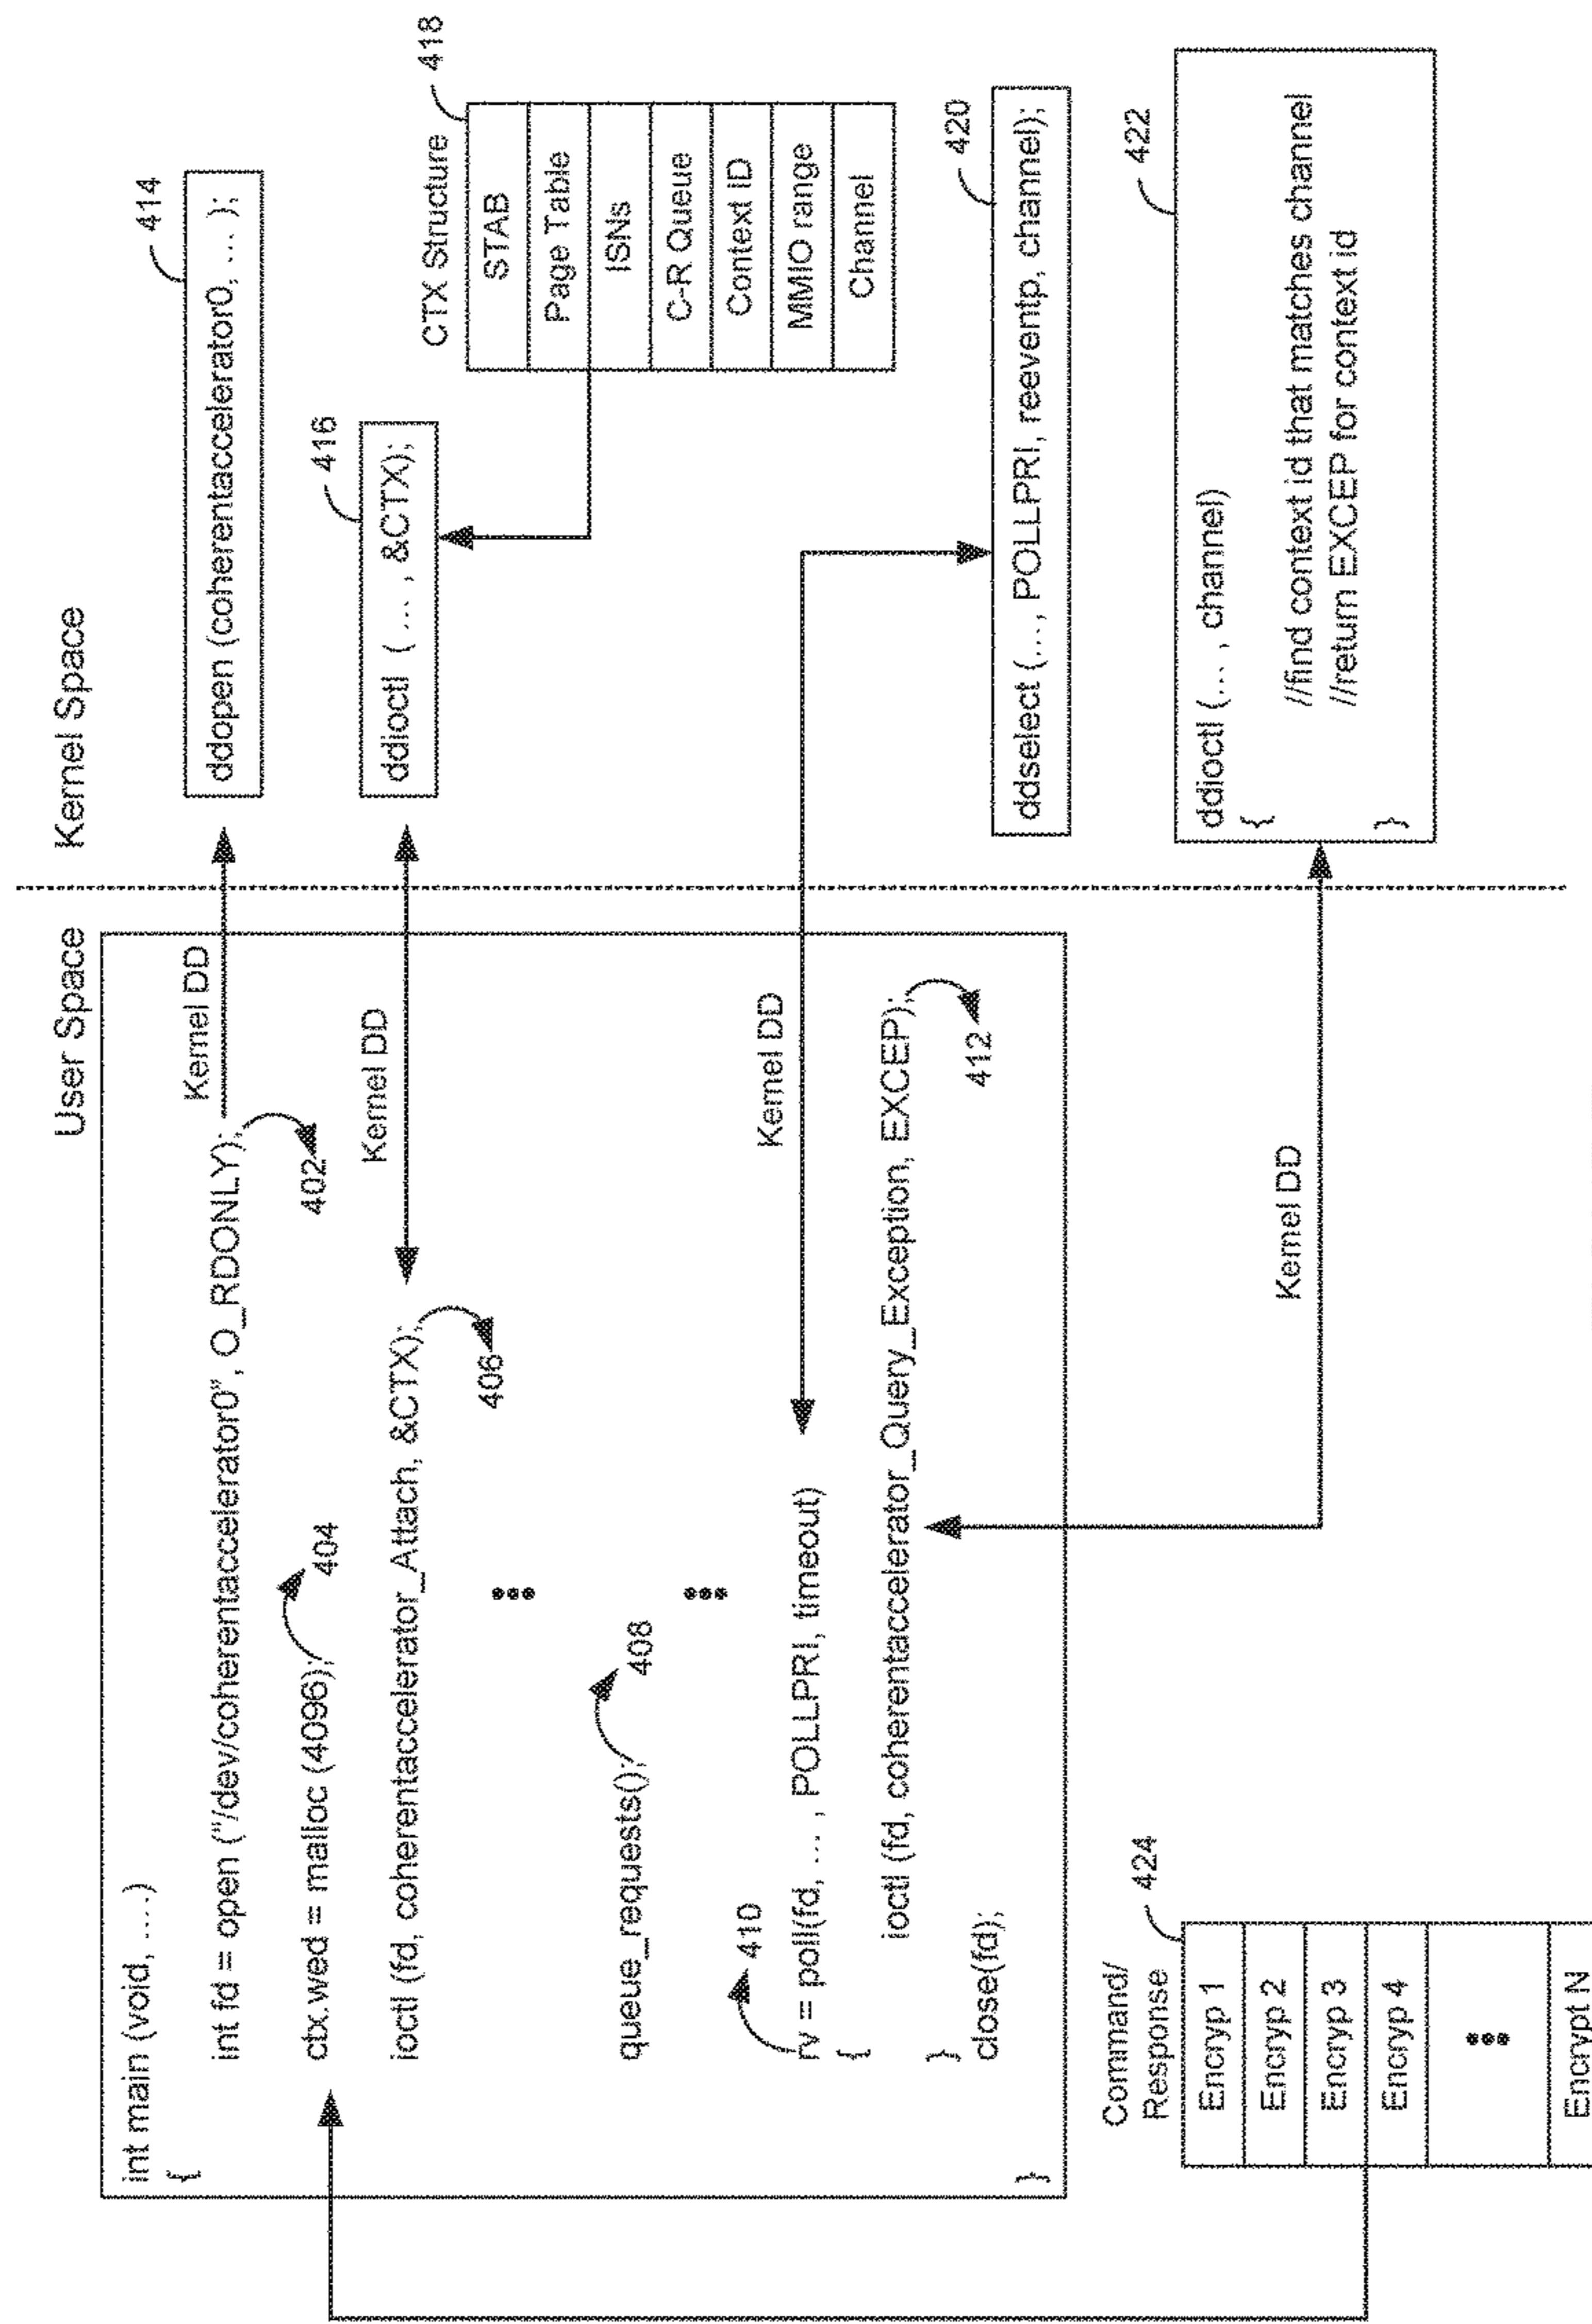 User Space
Kernel Space
int main (void, ....)
{
int fd = open ("/dev/coherentaccelerator0", O_RDONLY);
402
Kernel DD
ddopen (coherentaccelerator0, ... );
414
ctx.wed = malloc (4096);
404
ioctl (fd, coherentaccelerator_Attach, &CTX);
406
Kernel DD
ddioctl ( ... , &CTX);
416
CTX Structure
418
STAB
Page Table
ISNs
C-R Queue
Context ID
MMIO range
Channel
•••
queue_requests();
408
•••
410
rv = poll(fd, ... , POLLPRI, timeout)
Kernel DD
ddselect (..., POLLPRI, reeventp, channel);
420
{
ioctl (fd, coherentaccelerator_Query_Exception, EXCEP);
412
}
close(fd);
}
Kernel DD
ddioctl (... , channel)
422
{
//find context id that matches channel
//return EXCEP for context id
}
Command/
Response
424
Encryp 1
Encryp 2
Encryp 3
Encryp 4
•••
Encrypt N